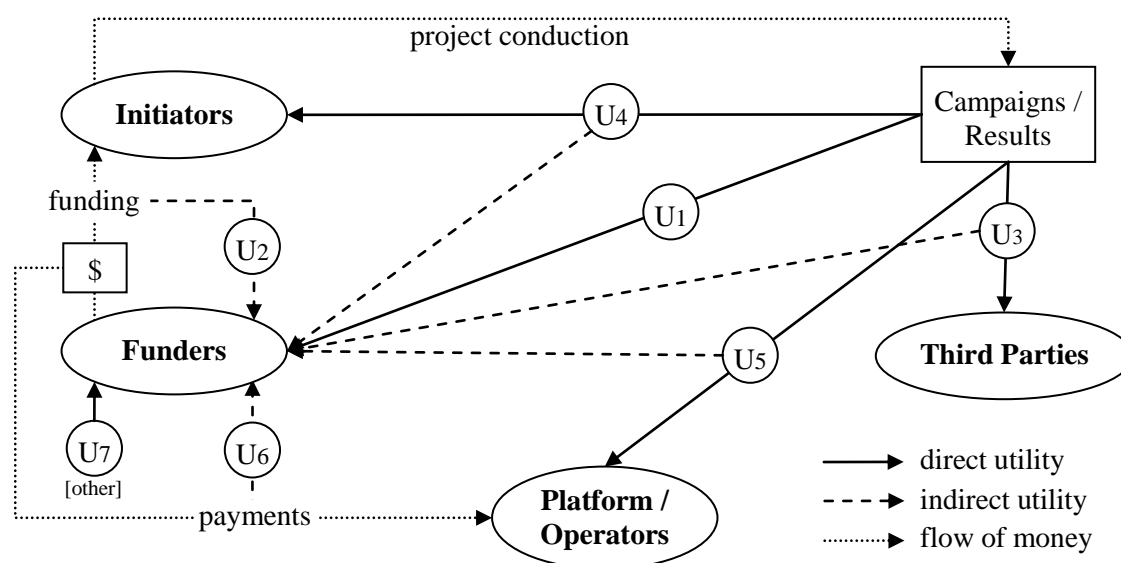 project conduction
Initiators
U4
Campaigns /
Results
U1
funding
U2
U3
$
Funders
U5
Third Parties
U7
[other]
U6
payments
Platform /
Operators
direct utility
indirect utility
flow of money